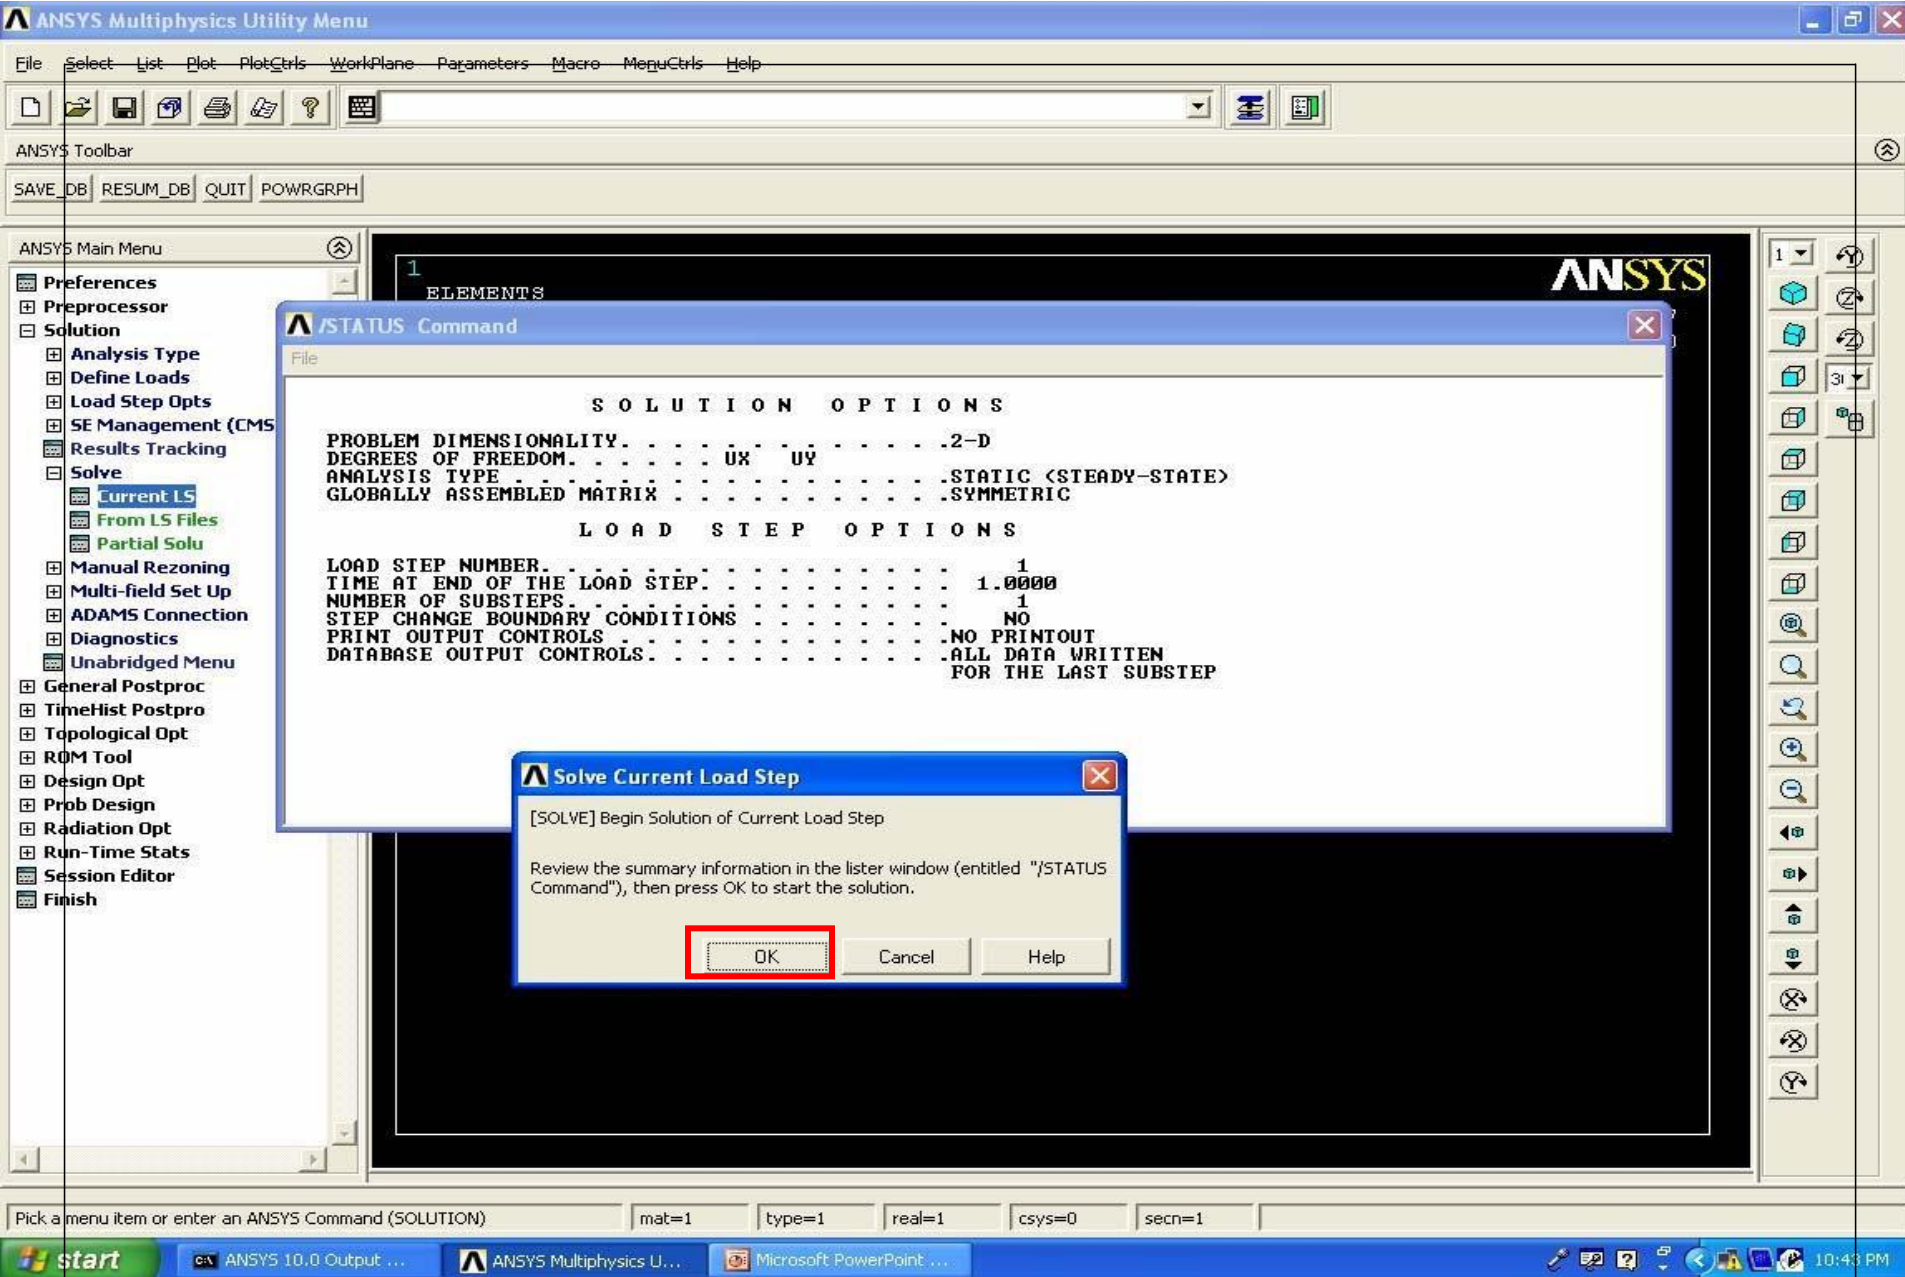 ANSYS Multiphysics Utility Menu
File Select List Plot PlotCtrls WorkPlane Parameters Macro MenuCtrls Help
ANSYS Toolbar
SAVE_DB RESUM_DB QUIT POWRGRPH
ANSYS Main Menu
Preferences
Preprocessor
Solution
Analysis Type
Define Loads
Load Step Opts
SE Management (CMS
Results Tracking
Solve
Current LS
From LS Files
Partial Solu
Manual Rezoning
Multi-field Set Up
ADAMS Connection
Diagnostics
Unabridged Menu
General Postproc
TimeHist Postpro
Topological Opt
ROM Tool
Design Opt
Prob Design
Radiation Opt
Run-Time Stats
Session Editor
Finish
1
ELEMENTS
ANSYS
/STATUS Command
File
S O L U T I O N O P T I O N S
PROBLEM DIMENSIONALITY. . . . . . . . . . . . .2-D
DEGREES OF FREEDOM. . . . . . UX UY
ANALYSIS TYPE . . . . . . . . . . . . . . . . .STATIC (STEADY-STATE)
GLOBALLY ASSEMBLED MATRIX . . . . . . . . . . .SYMMETRIC
L O A D S T E P O P T I O N S
LOAD STEP NUMBER. . . . . . . . . . . . . . . . 1
TIME AT END OF THE LOAD STEP. . . . . . . . . . 1.0000
NUMBER OF SUBSTEPS. . . . . . . . . . . . . . . 1
STEP CHANGE BOUNDARY CONDITIONS . . . . . . . . NO
PRINT OUTPUT CONTROLS . . . . . . . . . . . . .NO PRINTOUT
DATABASE OUTPUT CONTROLS. . . . . . . . . . . .ALL DATA WRITTEN
FOR THE LAST SUBSTEP
Solve Current Load Step
[SOLVE] Begin Solution of Current Load Step
Review the summary information in the lister window (entitled "/STATUS
Command"), then press OK to start the solution.
OK Cancel Help
1
Pick a menu item or enter an ANSYS Command (SOLUTION) mat=1 type=1 real=1 csys=0 secn=1
start ANSYS 10.0 Output ... ANSYS Multiphysics U... Microsoft PowerPoint ... 10:43 PM